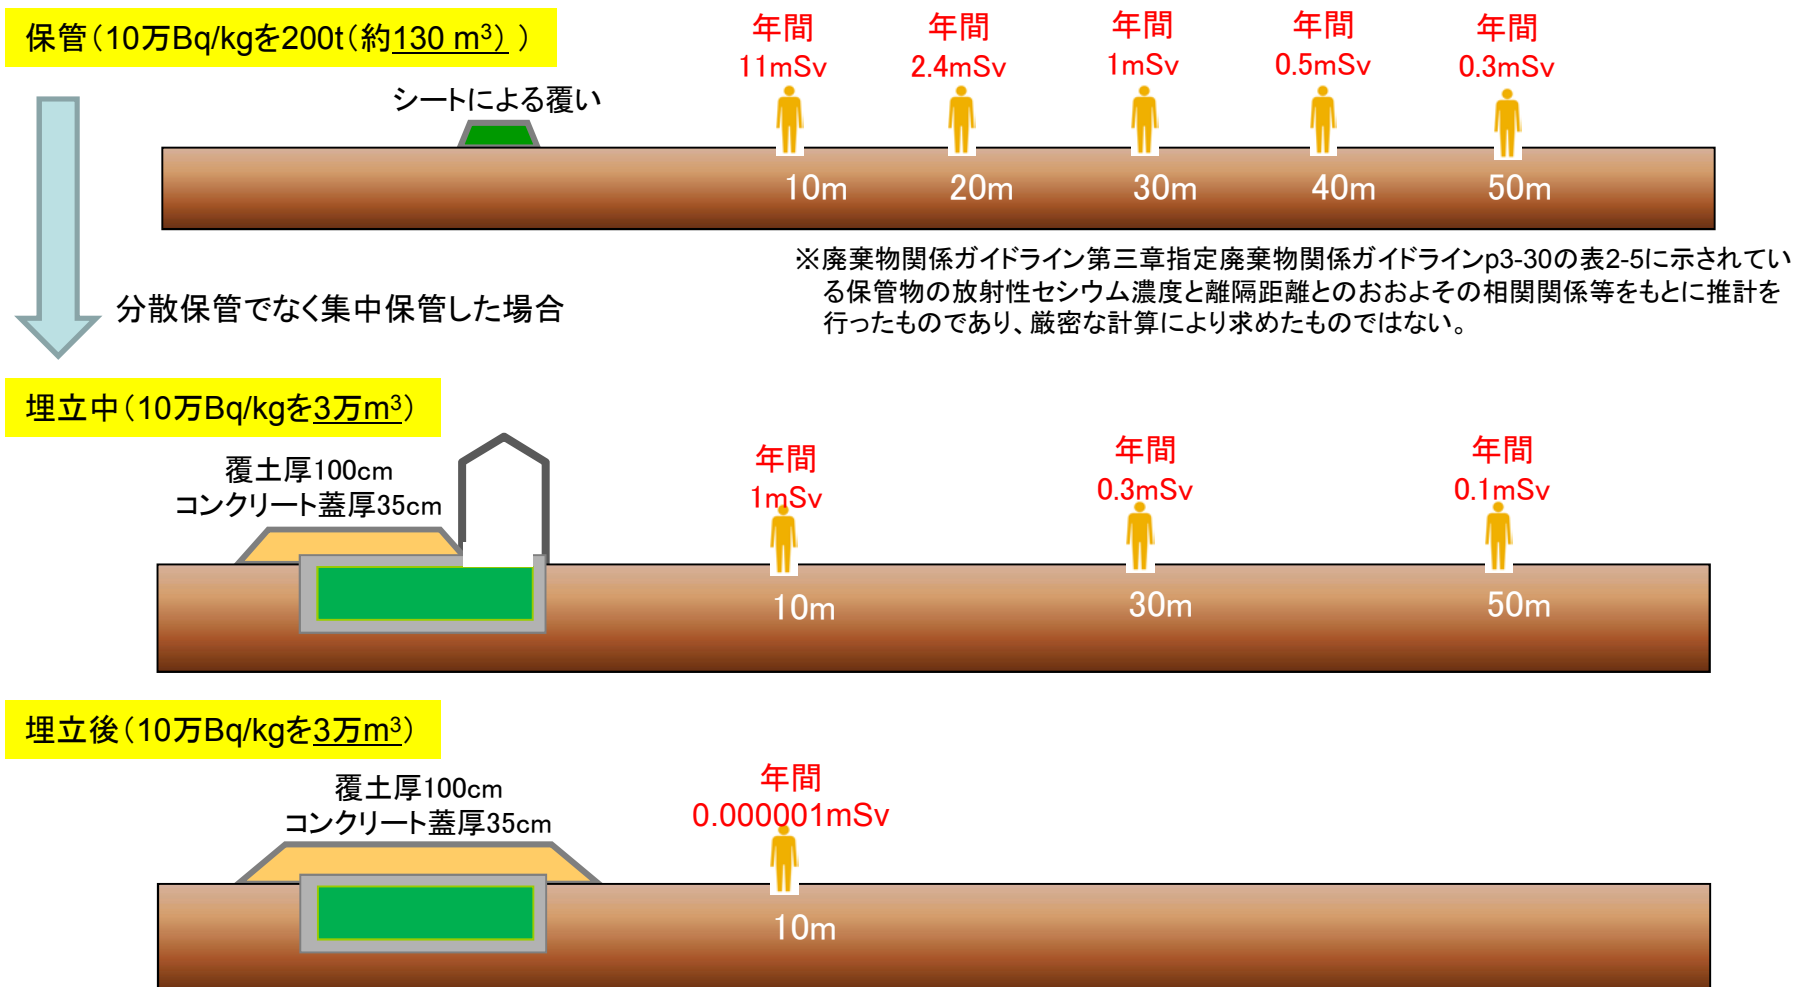 保管（10万Bq/kgを200t（約130 m³））
年間 年間 年間 年間 年間
11mSv 2.4mSv 1mSv 0.5mSv 0.3mSv
シートによる覆い
10m 20m 30m 40m 50m
※廃棄物関係ガイドライン第三章指定廃棄物関係ガイドラインp3-30の表2-5に示されてい
る保管物の放射性セシウム濃度と離隔距離とのおおよその相関関係等をもとに推計を
行ったものであり、厳密な計算により求めたものではない。
分散保管でなく集中保管した場合
埋立中（10万Bq/kgを3万m³）
覆土厚100cm
コンクリート蓋厚35cm
年間 年間 年間
1mSv 0.3mSv 0.1mSv
10m 30m 50m
埋立後（10万Bq/kgを3万m³）
覆土厚100cm
コンクリート蓋厚35cm
年間
0.000001mSv
10m